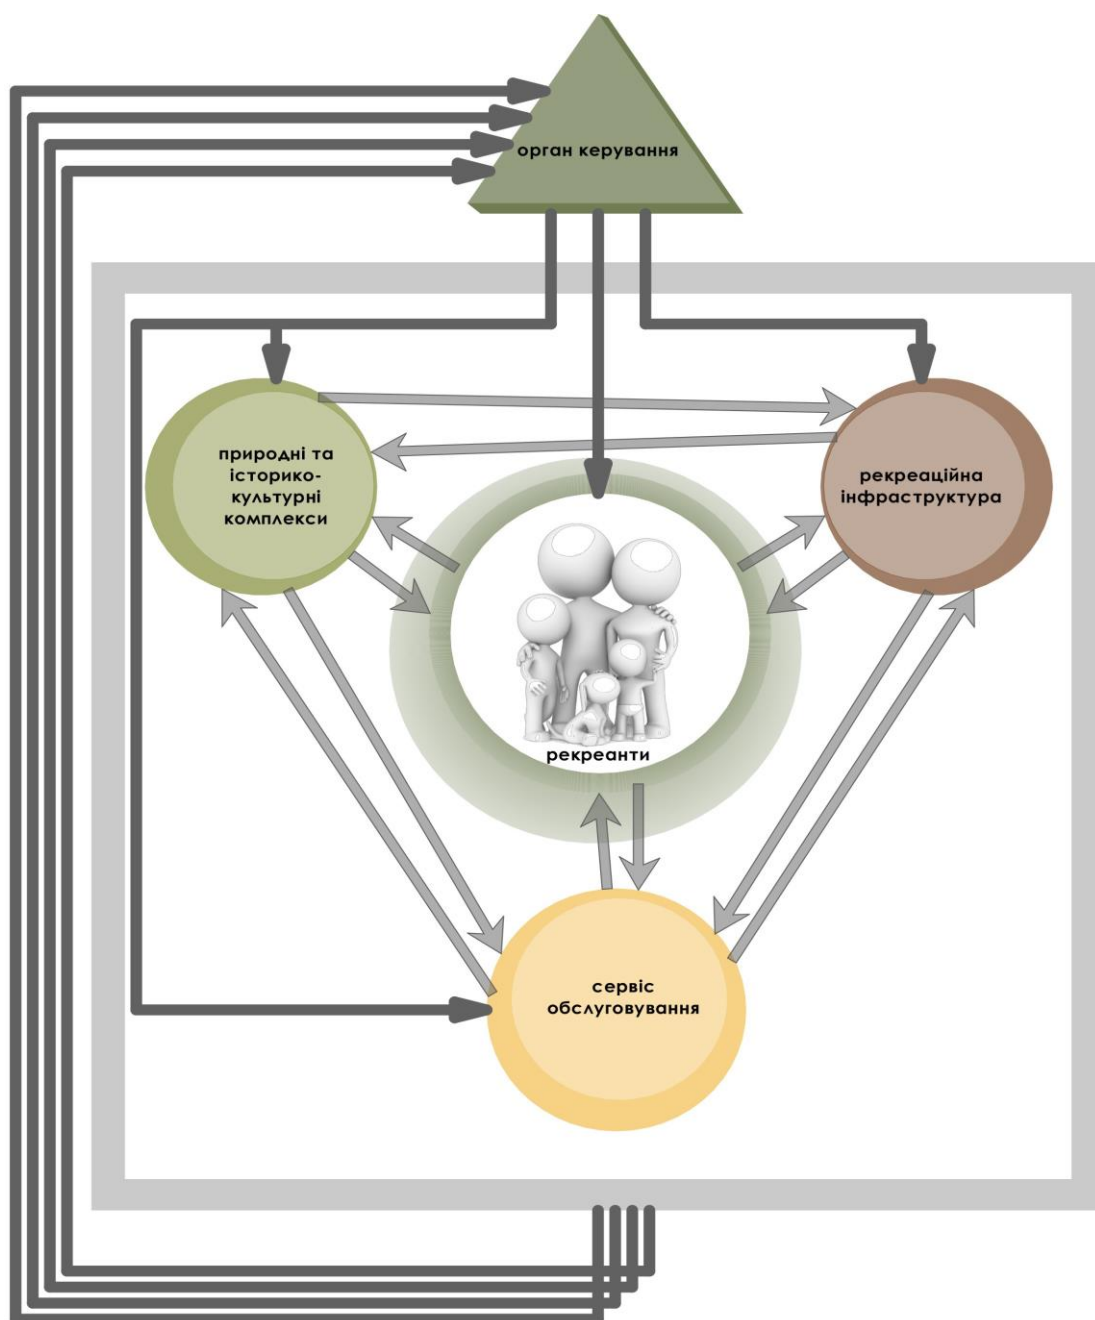 орган керування
природні та
історико-
культурні
комплекси
рекреаційна
інфраструктура
рекреанти
сервіс
обслуговування